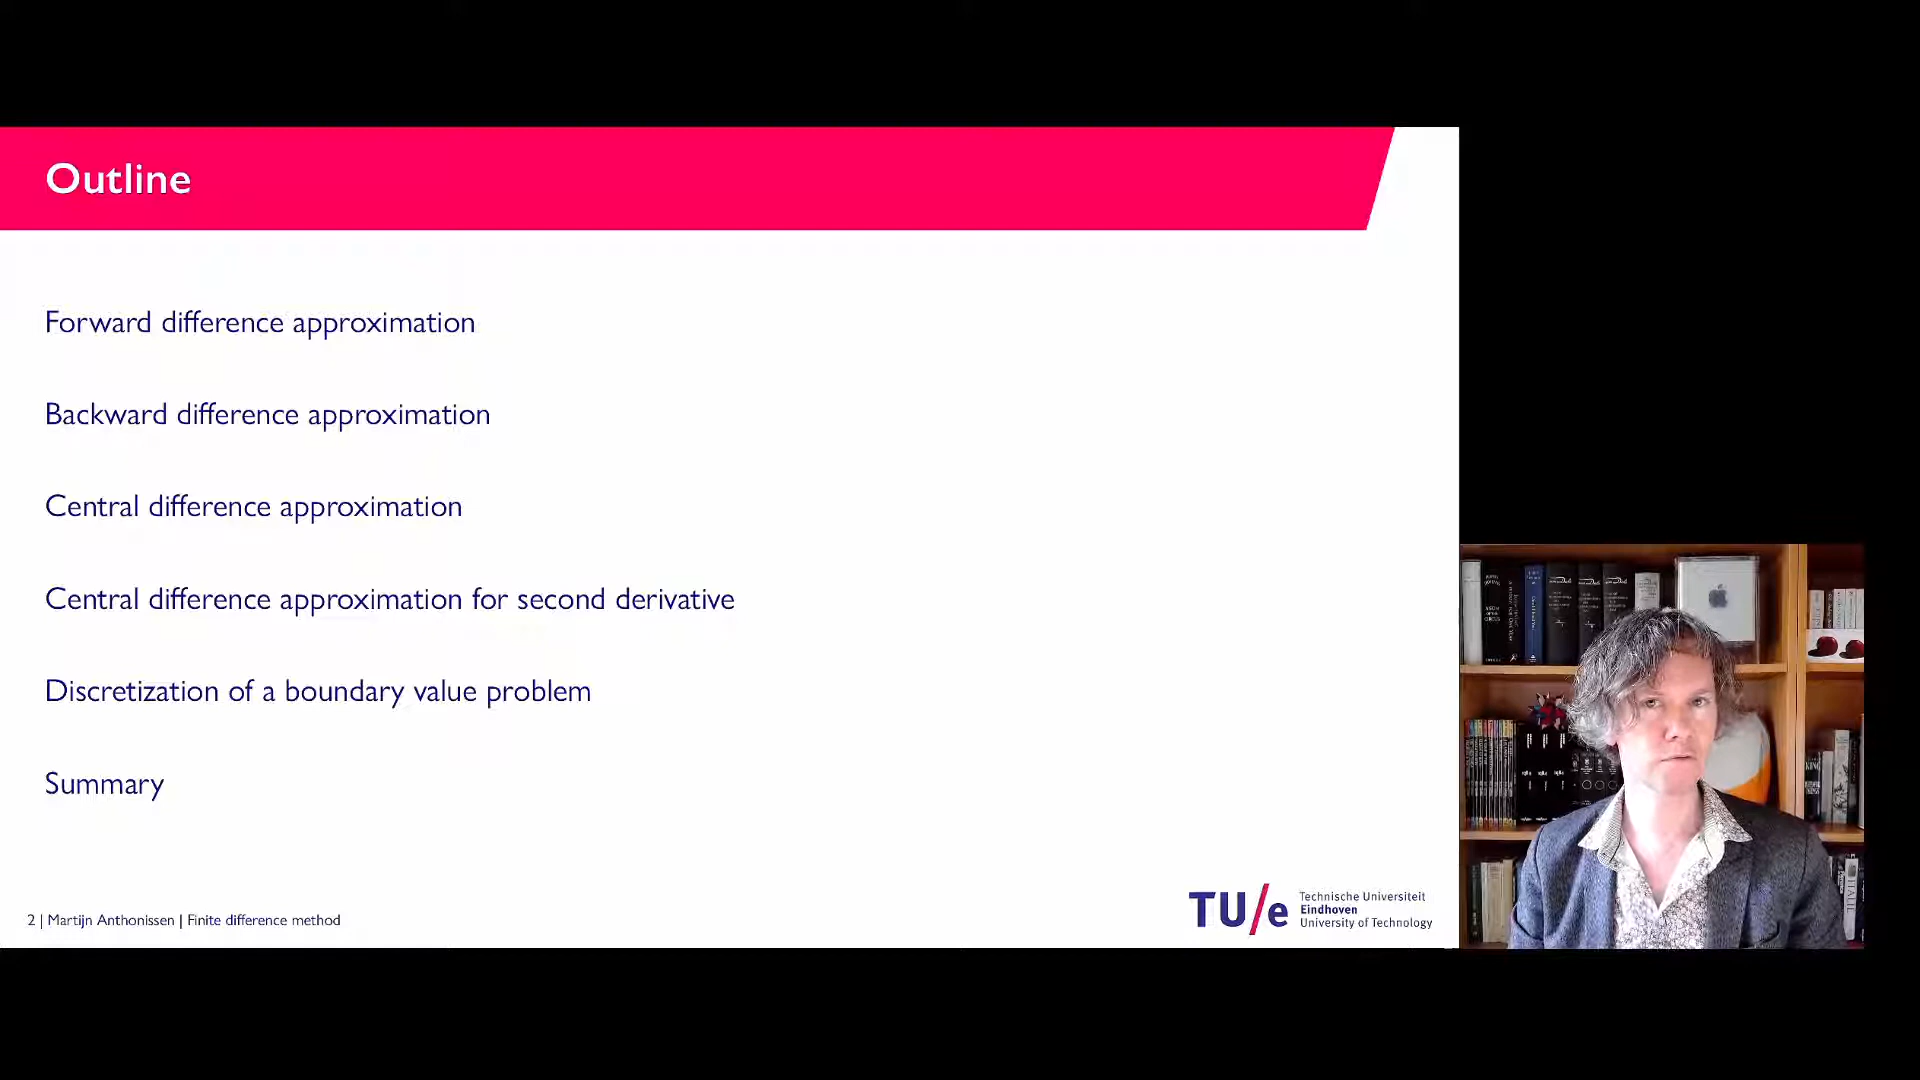 Outline
Forward difference approximation
Backward difference approximation
Central difference approximation
Central difference approximation for second derivative
Discretization of a boundary value problem
Summary
2 | Martijn Anthonissen | Finite difference method
TU/e
Technische Universiteit
Eindhoven
University of Technology